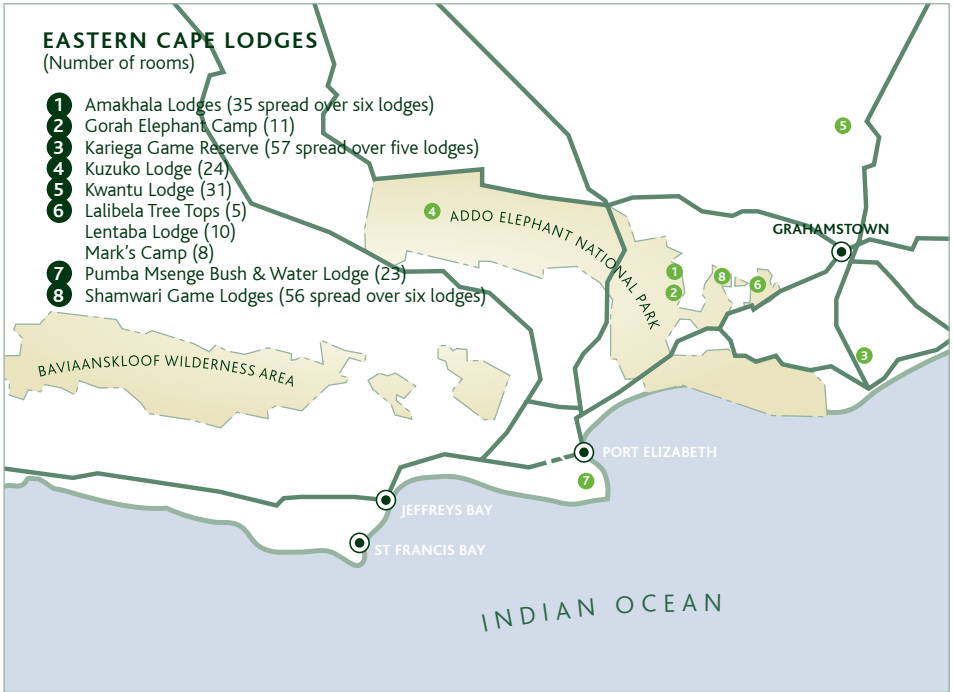 EASTERN CAPE LODGES
(Number of rooms)
1 Amakhala Lodges (35 spread over six lodges)
2 Gorah Elephant Camp (11)
3 Kariega Game Reserve (57 spread over five lodges)
4 Kuzuko Lodge (24)
5 Kwantu Lodge (31)
6 Lalibela Tree Tops (5)
Lentaba Lodge (10)
Mark's Camp (8)
7 Pumba Msenge Bush & Water Lodge (23)
8 Shamwari Game Lodges (56 spread over six lodges)
5
4
ADDO ELEPHANT NATIONAL PARK
GRAHAMSTOWN
1
8
6
2
BAVIAANSKLOOF WILDERNESS AREA
3
PORT ELIZABETH
7
JEFFREYS BAY
ST FRANCIS BAY
INDIAN OCEAN